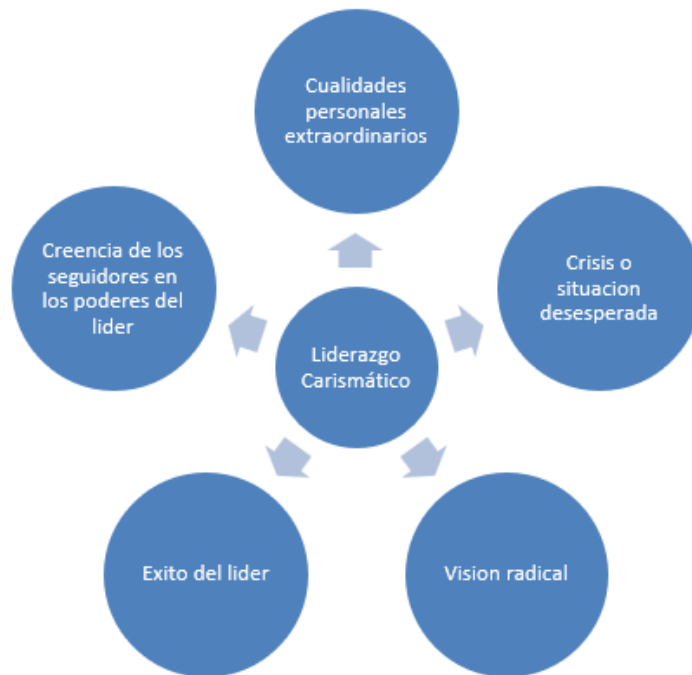 Cualidades
personales
extraordinarios
Creencia de los
seguidores en
los poderes del
lider
Crisis o
situacion
desesperada
Liderazgo
Carismático
Exito del lider
Vision radical